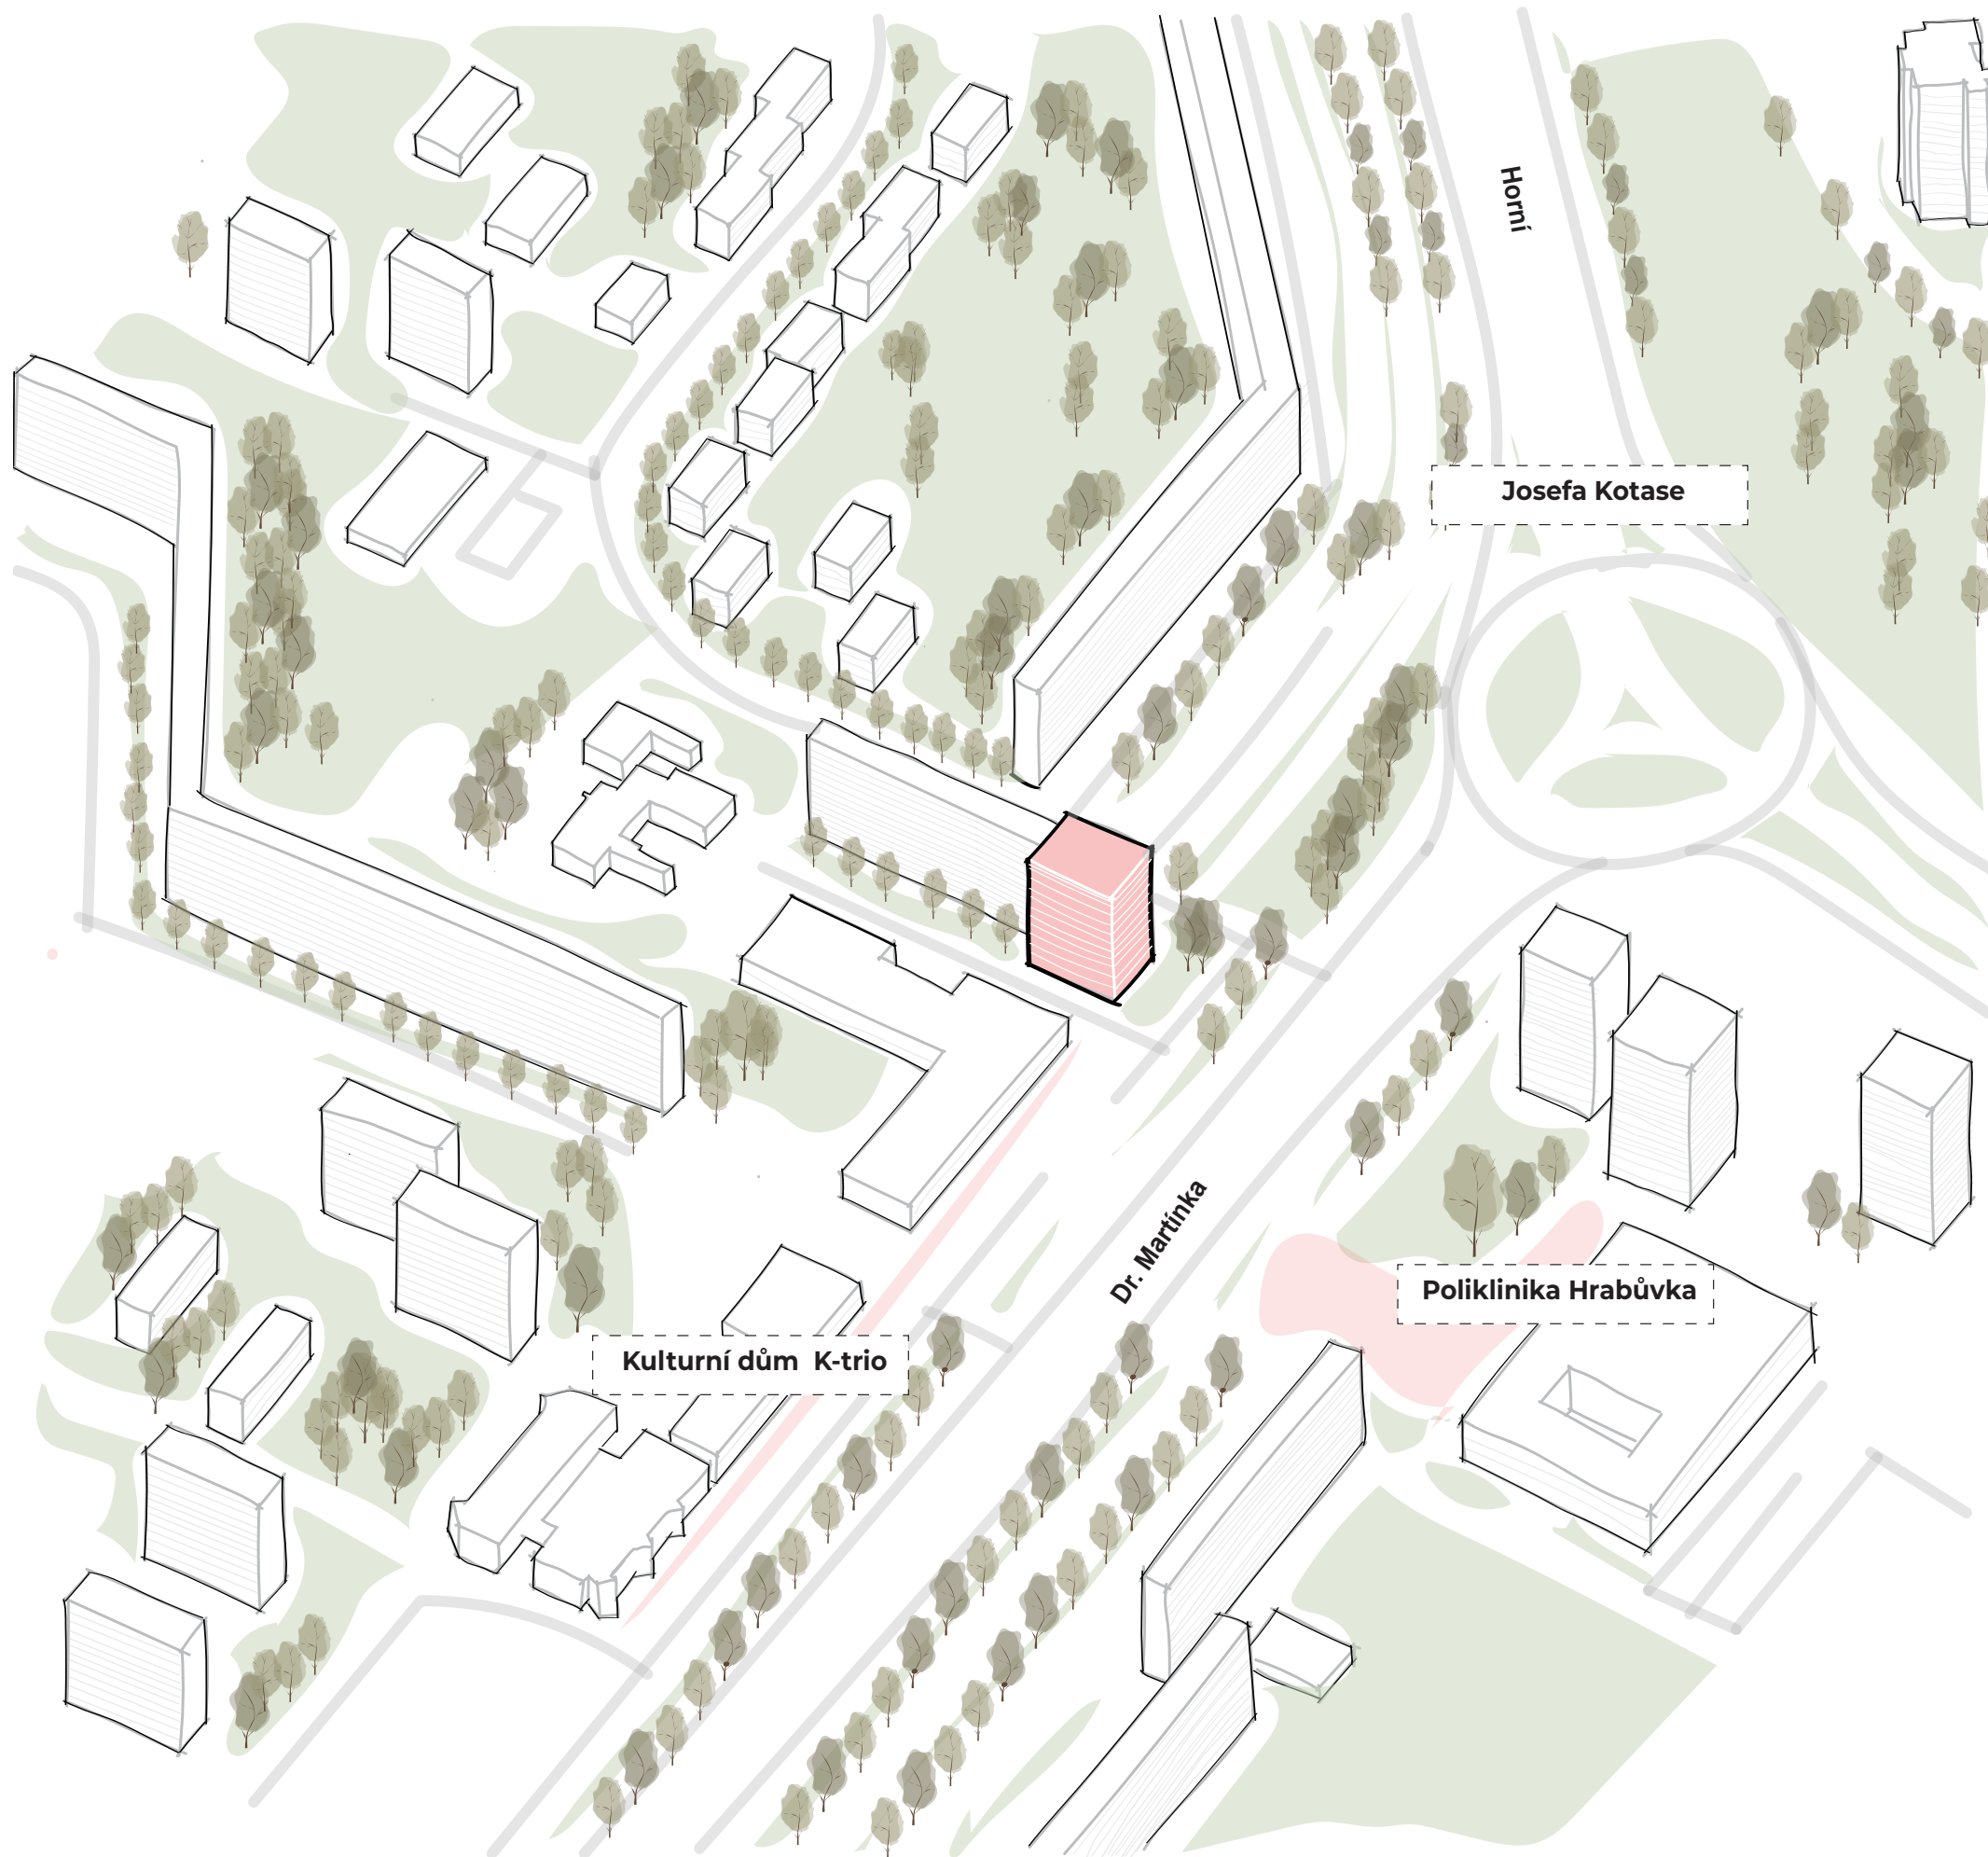 Horní
Josefa Kotase
Dr. Martínka
Poliklinika Hrabůvka
Kulturní dům K-trio